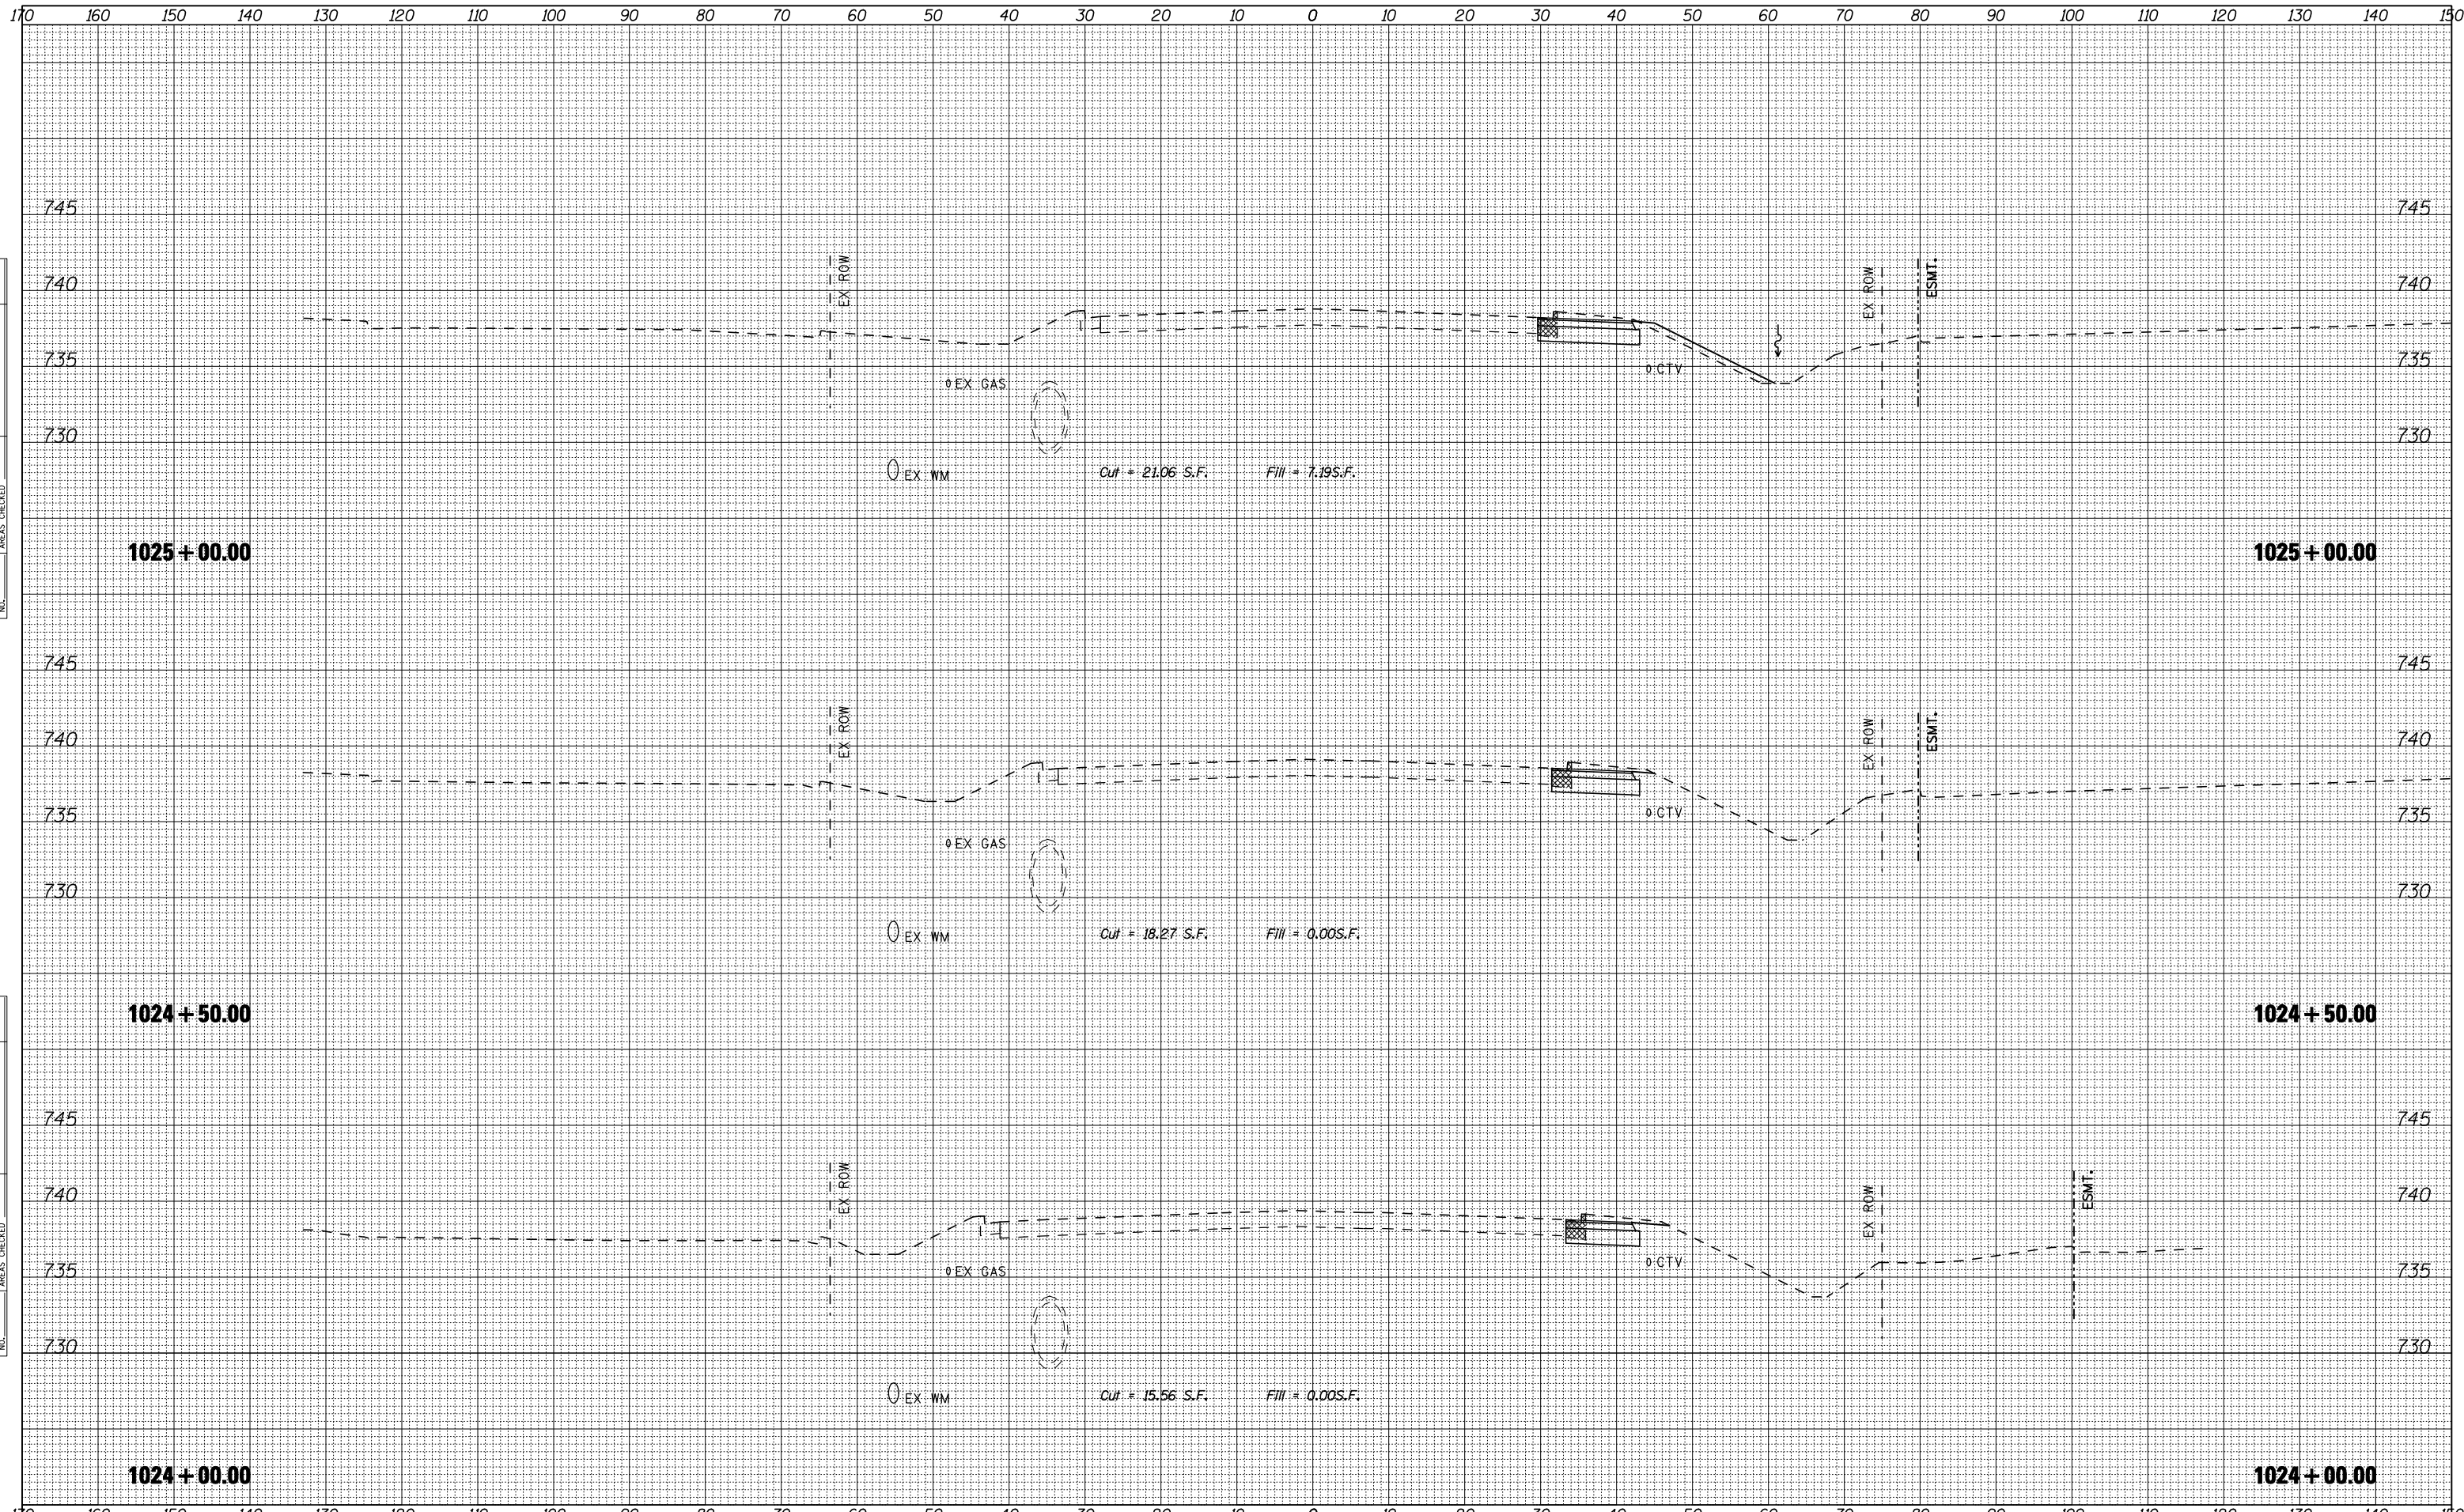 170 160 150 140 130 120 110 100 90 80 70 60 50 40 30 20 10 0 10 20 30 40 50 60 70 80 90 100 110 120 130 140 150
745 745
740 EX ROW EX ROW ESMT. 740
735 735
EX GAS CTV
730 730
EX WM Cut = 21.06 S.F. Fill = 7.19S.F.
AREAS CHECKED
1025+00.00 1025+00.00
NO.
745 745
740 EX ROW EX ROW ESMT. 740
735 CTV 735
EX GAS
730 730
EX WM Cut = 18.27 S.F. Fill = 0.00S.F.
1024+50.00 1024+50.00
745 745
740 EX ROW EX ROW ESMT. 740
AREAS CHECKED
735 EX GAS CTV 735
NO.
730 730
EX WM Cut = 15.56 S.F. Fill = 0.00S.F.
1024+00.00 1024+00.00